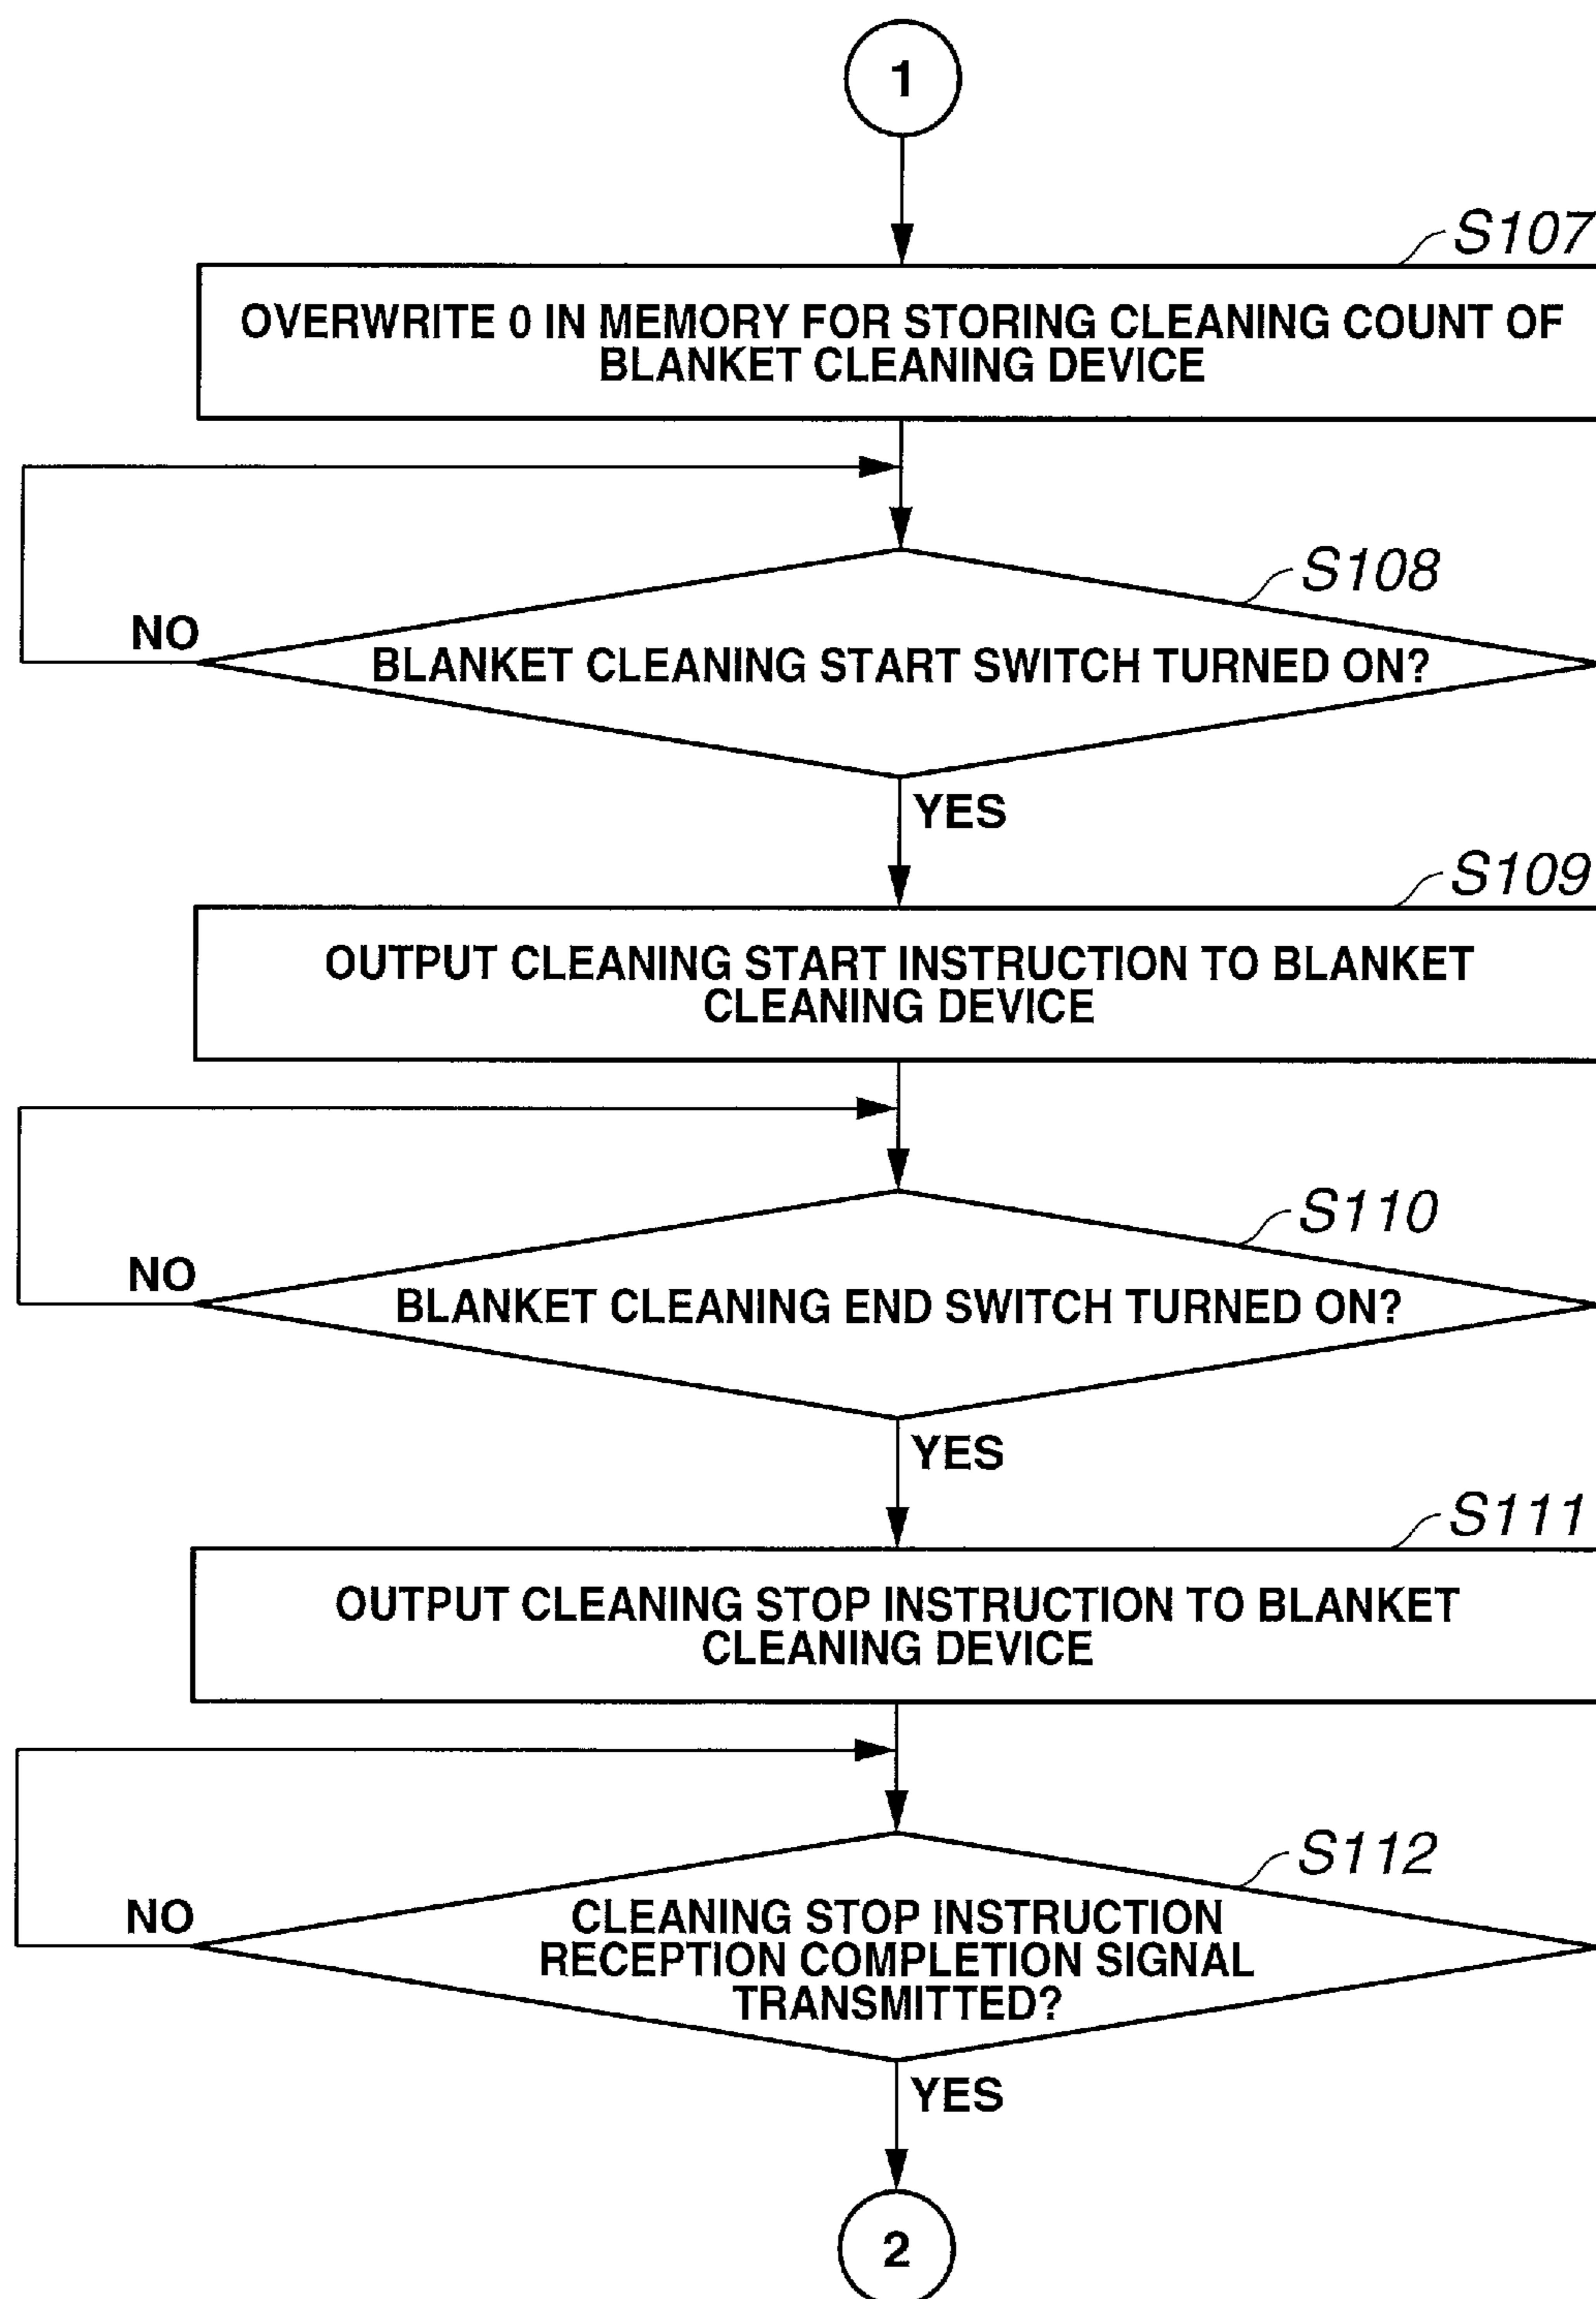 1
S107
OVERWRITE 0 IN MEMORY FOR STORING CLEANING COUNT OF
BLANKET CLEANING DEVICE
S108
NO
BLANKET CLEANING START SWITCH TURNED ON?
YES
S109
OUTPUT CLEANING START INSTRUCTION TO BLANKET
CLEANING DEVICE
S110
NO
BLANKET CLEANING END SWITCH TURNED ON?
YES
S111
OUTPUT CLEANING STOP INSTRUCTION TO BLANKET
CLEANING DEVICE
S112
NO
CLEANING STOP INSTRUCTION
RECEPTION COMPLETION SIGNAL
TRANSMITTED?
YES
2